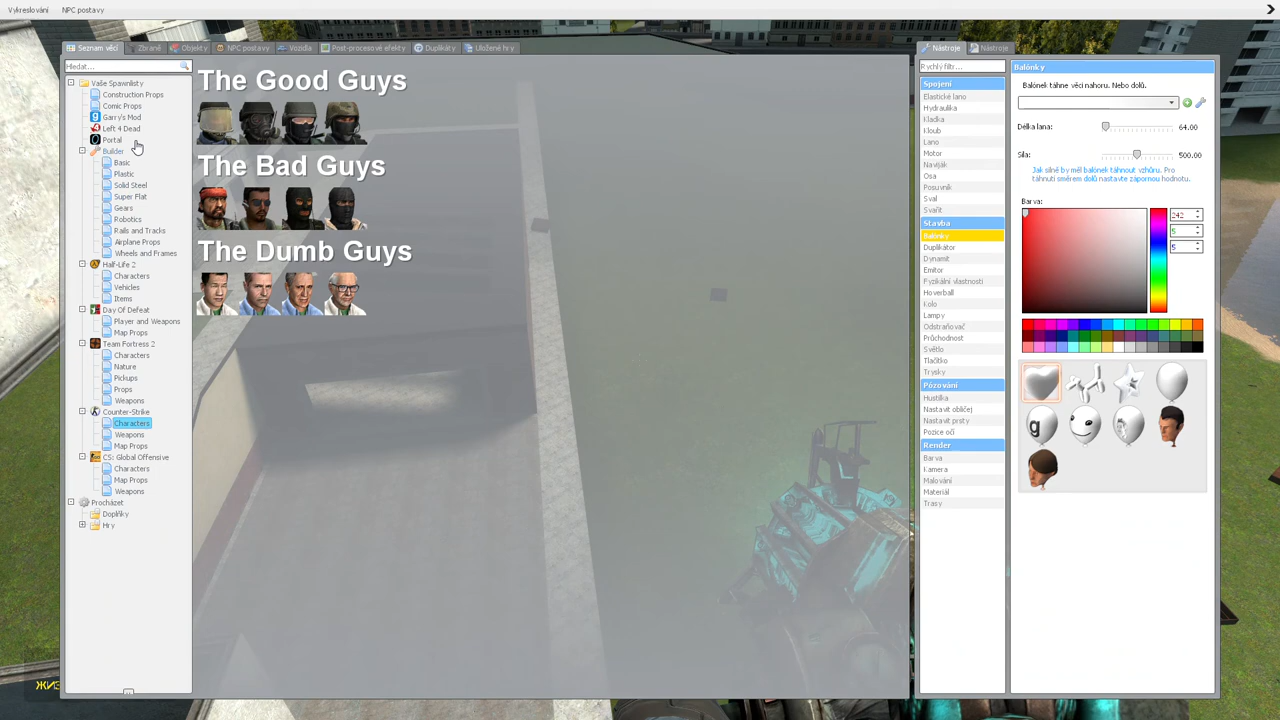 Vykreslování NPC postavy
Seznam věcí Zbraně Objekty NPC postavy Vozidla Post-procesové efekty Duplikáty Uložené hry
Hledat...
Vaše Spawnlisty
Construction Props
Comic Props
Garry's Mod
Left 4 Dead
Portal
Builder
Basic
Plastic
Solid Steel
Super Flat
Gears
Robotics
Rails and Tracks
Airplane Props
Wheels and Frames
Half-Life 2
Characters
Vehicles
Items
Day Of Defeat
Player and Weapons
Map Props
Team Fortress 2
Characters
Nature
Pickups
Props
Weapons
Counter-Strike
Characters
Weapons
Map Props
CS: Global Offensive
Characters
Map Props
Weapons
Procházet
Doplňky
Hry
The Good Guys
The Bad Guys
The Dumb Guys
Nástroje Nástroje
Rychlý filtr...
Spojení
Elastické lano
Hydraulika
Kladka
Kloub
Lano
Motor
Naviják
Osa
Posuvník
Sval
Svařit
Stavba
Balónky
Duplikátor
Dynamit
Emitor
Fyzikální vlastnosti
Hoverball
Kolo
Lampy
Odstraňovač
Průchodnost
Světlo
Tlačítko
Trysky
Pózování
Hustilka
Nastavit obličej
Nastavit prsty
Pozice očí
Render
Barva
Kamera
Malování
Materiál
Trasy
Balónky
Balónek táhne věci nahoru. Nebo dolů.
Délka lana: 64.00
Síla: 500.00
Jak silně by měl balónek táhnout vzhůru. Pro
táhnutí směrem dolů nastavte zápornou hodnotu.
Barva:
242
5
5
g
ЖИЗ